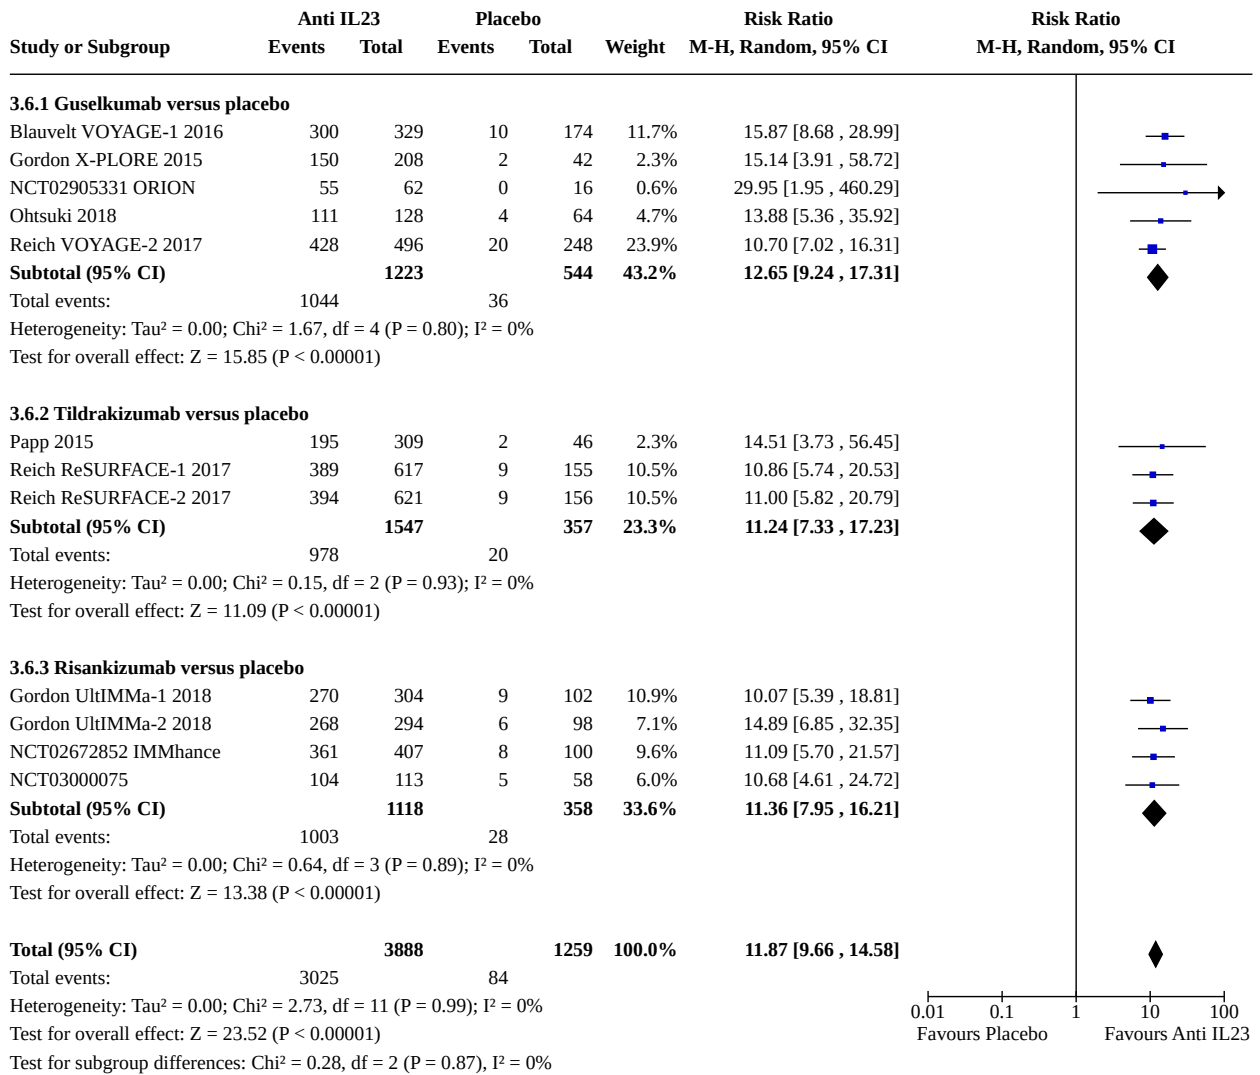 Anti IL23 Placebo Risk Ratio Risk Ratio
Study or Subgroup Events Total Events Total Weight M-H, Random, 95% CI M-H, Random, 95% CI
3.6.1 Guselkumab versus placebo
Blauvelt VOYAGE-1 2016 300 329 10 174 11.7% 15.87 [8.68 , 28.99]
Gordon X-PLORE 2015 150 208 2 42 2.3% 15.14 [3.91 , 58.72]
NCT02905331 ORION 55 62 0 16 0.6% 29.95 [1.95 , 460.29]
Ohtsuki 2018 111 128 4 64 4.7% 13.88 [5.36 , 35.92]
Reich VOYAGE-2 2017 428 496 20 248 23.9% 10.70 [7.02 , 16.31]
Subtotal (95% CI) 1223 544 43.2% 12.65 [9.24 , 17.31]
Total events: 1044 36
Heterogeneity: Tau² = 0.00; Chi² = 1.67, df = 4 (P = 0.80); I² = 0%
Test for overall effect: Z = 15.85 (P < 0.00001)
3.6.2 Tildrakizumab versus placebo
Papp 2015 195 309 2 46 2.3% 14.51 [3.73 , 56.45]
Reich ReSURFACE-1 2017 389 617 9 155 10.5% 10.86 [5.74 , 20.53]
Reich ReSURFACE-2 2017 394 621 9 156 10.5% 11.00 [5.82 , 20.79]
Subtotal (95% CI) 1547 357 23.3% 11.24 [7.33 , 17.23]
Total events: 978 20
Heterogeneity: Tau² = 0.00; Chi² = 0.15, df = 2 (P = 0.93); I² = 0%
Test for overall effect: Z = 11.09 (P < 0.00001)
3.6.3 Risankizumab versus placebo
Gordon UltIMMa-1 2018 270 304 9 102 10.9% 10.07 [5.39 , 18.81]
Gordon UltIMMa-2 2018 268 294 6 98 7.1% 14.89 [6.85 , 32.35]
NCT02672852 IMMhance 361 407 8 100 9.6% 11.09 [5.70 , 21.57]
NCT03000075 104 113 5 58 6.0% 10.68 [4.61 , 24.72]
Subtotal (95% CI) 1118 358 33.6% 11.36 [7.95 , 16.21]
Total events: 1003 28
Heterogeneity: Tau² = 0.00; Chi² = 0.64, df = 3 (P = 0.89); I² = 0%
Test for overall effect: Z = 13.38 (P < 0.00001)
Total (95% CI) 3888 1259 100.0% 11.87 [9.66 , 14.58]
Total events: 3025 84
Heterogeneity: Tau² = 0.00; Chi² = 2.73, df = 11 (P = 0.99); I² = 0%
0.01 0.1 1 10 100
Test for overall effect: Z = 23.52 (P < 0.00001) Favours Placebo Favours Anti IL23
Test for subgroup differences: Chi² = 0.28, df = 2 (P = 0.87), I² = 0%